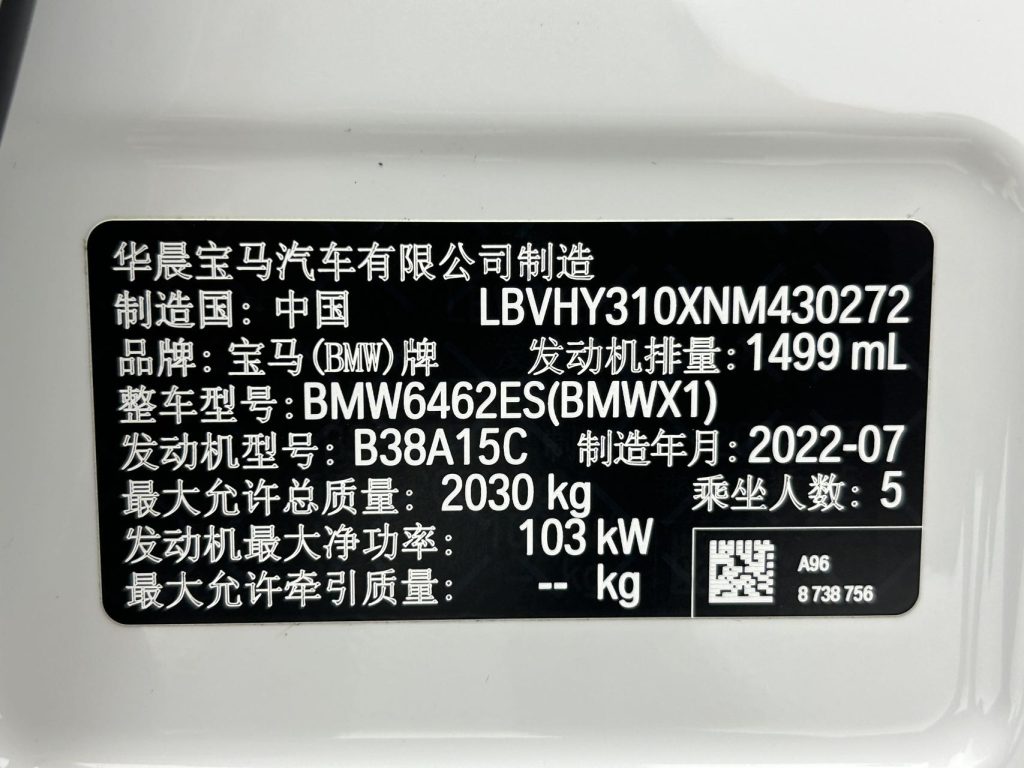 华晨宝马汽车有限公司制造
制造国：中国 LBVHY310XNM430272
品牌：宝马(BMW)牌 发动机排量：1499 mL
整车型号：BMW6462ES(BMWX1)
发动机型号：B38A15C 制造年月：2022-07
最大允许总质量：2030 kg 乘坐人数：5
发动机最大净功率：103 kW
最大允许牵引质量：-- kg
A96
8 738 756